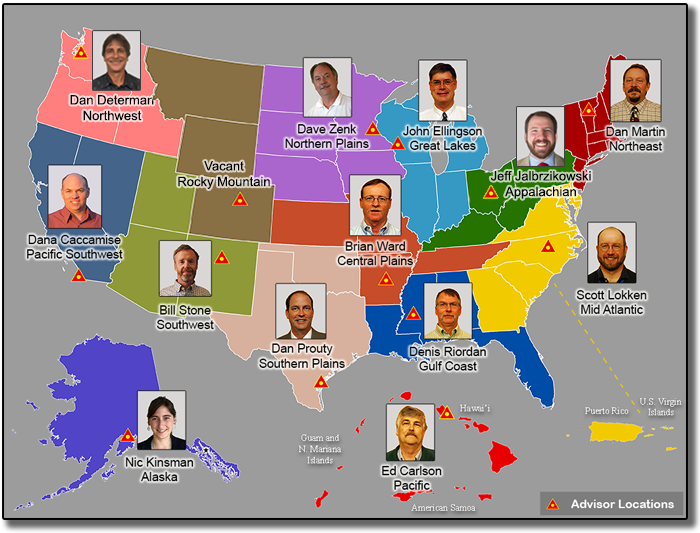 Dan Determan
Northwest
Dave Zenk
Northern Plains
John Ellingson
Great Lakes
Dan Martin
Northeast
Vacant
Rocky Mountain
Jeff Jalbrzikowski
Appalachian
Dana Caccamise
Pacific Southwest
Brian Ward
Central Plains
Bill Stone
Southwest
Scott Lokken
Mid Atlantic
Dan Prouty
Southern Plains
Denis Riordan
Gulf Coast
Nic Kinsman
Alaska
Ed Carlson
Pacific
Hawai'i
Guam and
N. Mariana
Islands
American Samoa
Puerto Rico
U.S. Virgin
Islands
Advisor Locations